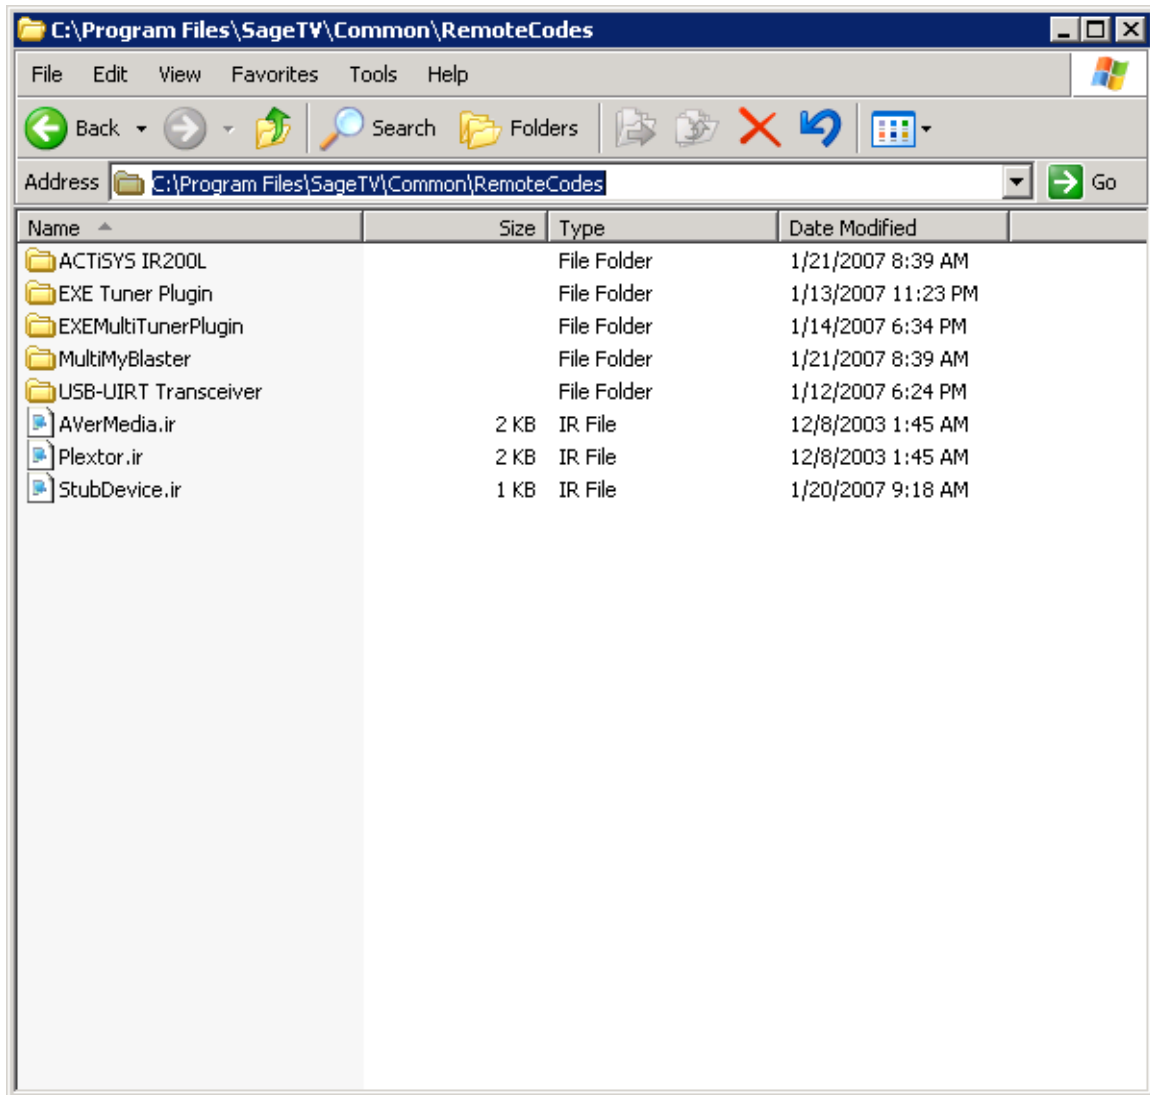 C:\Program Files\SageTV\Common\RemoteCodes
File Edit View Favorites Tools Help
Back Search Folders
Address C:\Program Files\SageTV\Common\RemoteCodes Go
Name Size Type Date Modified
ACTiSYS IR200L File Folder 1/21/2007 8:39 AM
EXE Tuner Plugin File Folder 1/13/2007 11:23 PM
EXEMultiTunerPlugin File Folder 1/14/2007 6:34 PM
MultiMyBlaster File Folder 1/21/2007 8:39 AM
USB-UIRT Transceiver File Folder 1/12/2007 6:24 PM
AVerMedia.ir 2 KB IR File 12/8/2003 1:45 AM
Plextor.ir 2 KB IR File 12/8/2003 1:45 AM
StubDevice.ir 1 KB IR File 1/20/2007 9:18 AM